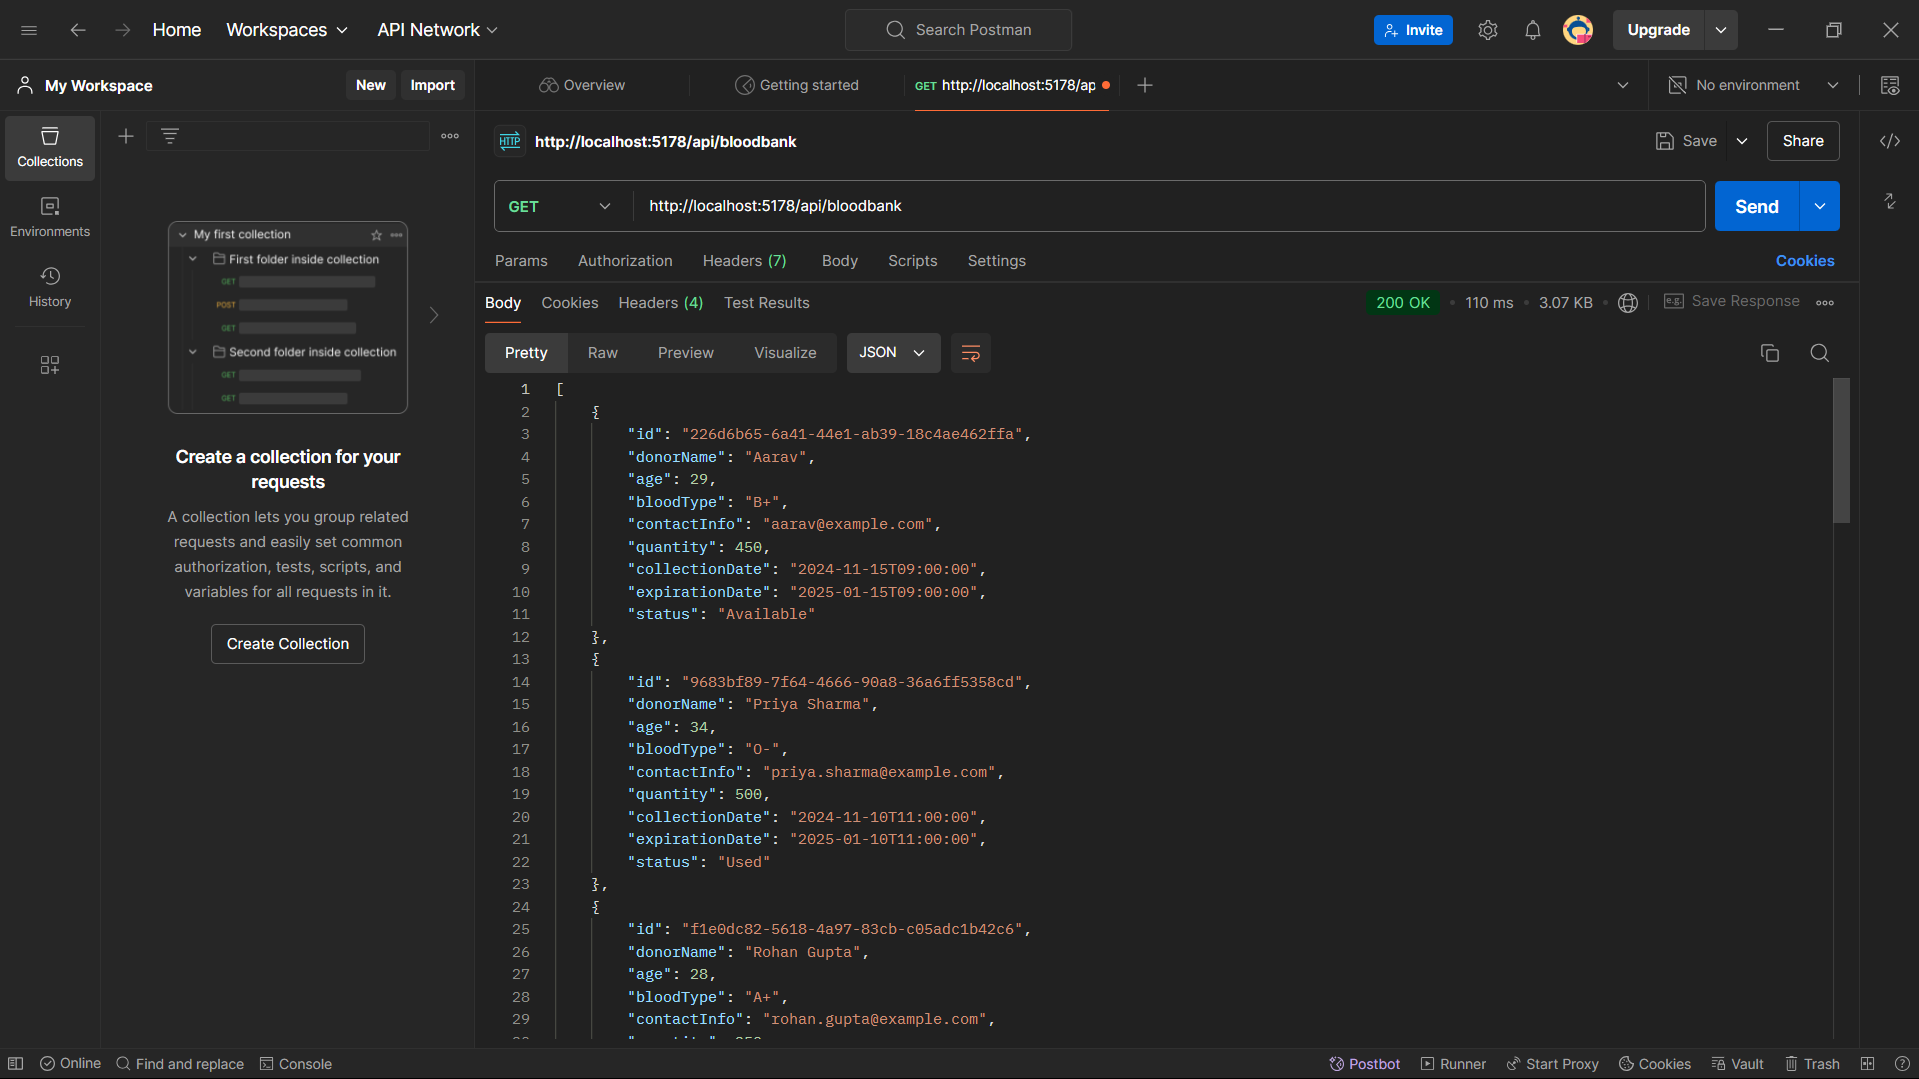 Home Workspaces API Network Search Postman Invite Upgrade
My Workspace New Import Overview Getting started GET http://localhost:5178/ap No environment
Collections
Environments
History
My first collection
First folder inside collection
GET
POST
GET
Second folder inside collection
GET
GET
Create a collection for your
requests
A collection lets you group related
requests and easily set common
authorization, tests, scripts, and
variables for all requests in it.
Create Collection
HTTP http://localhost:5178/api/bloodbank Save Share
GET http://localhost:5178/api/bloodbank Send
Params Authorization Headers (7) Body Scripts Settings Cookies
Body Cookies Headers (4) Test Results 200 OK 110 ms 3.07 KB e.g. Save Response
Pretty Raw Preview Visualize JSON
1 [
2 {
3 "id": "226d6b65-6a41-44e1-ab39-18c4ae462ffa",
4 "donorName": "Aarav",
5 "age": 29,
6 "bloodType": "B+",
7 "contactInfo": "aarav@example.com",
8 "quantity": 450,
9 "collectionDate": "2024-11-15T09:00:00",
10 "expirationDate": "2025-01-15T09:00:00",
11 "status": "Available"
12 },
13 {
14 "id": "9683bf89-7f64-4666-90a8-36a6ff5358cd",
15 "donorName": "Priya Sharma",
16 "age": 34,
17 "bloodType": "O-",
18 "contactInfo": "priya.sharma@example.com",
19 "quantity": 500,
20 "collectionDate": "2024-11-10T11:00:00",
21 "expirationDate": "2025-01-10T11:00:00",
22 "status": "Used"
23 },
24 {
25 "id": "f1e0dc82-5618-4a97-83cb-c05adc1b42c6",
26 "donorName": "Rohan Gupta",
27 "age": 28,
28 "bloodType": "A+",
29 "contactInfo": "rohan.gupta@example.com",
Online Find and replace Console Postbot Runner Start Proxy Cookies Vault Trash